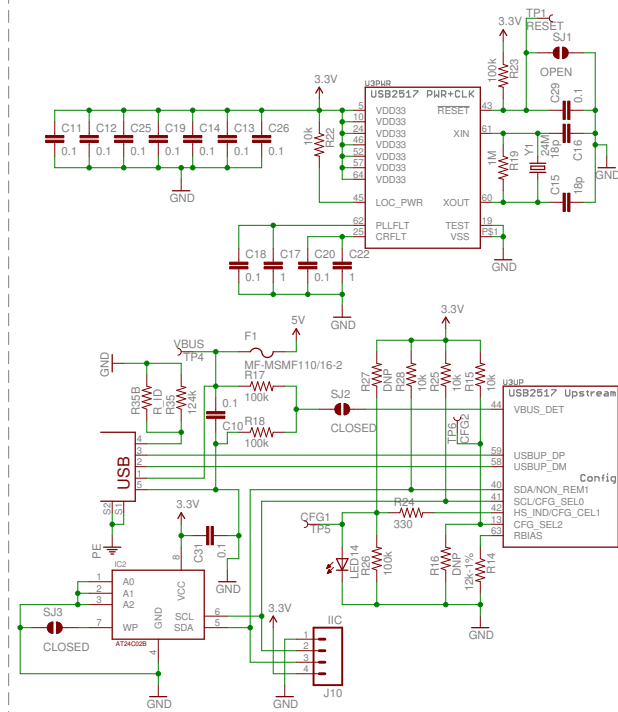 TP1
RESET
3.3V
SJ1
OPEN
100k
R23
U3PWR
USB2517 PWR+CLK
3.3V
C29
0.1
5
VDD33
RESET
43
10
VDD33
24
VDD33
46
VDD33
XIN
61
52
VDD33
57
VDD33
64
VDD33
C11
C12
C25
C19
C14
C13
C26
0.1
0.1
0.1
0.1
0.1
0.1
0.1
10k
R22
1M
R19
Y1
24M
18p
C16
C15
18p
GND
GND
45
LOC_PWR
XOUT
60
62
PLLFLT
TEST
19
25
CRFLT
VSS
P$1
C18
C17
C20
C22
0.1
1
0.1
1
GND
GND
5V
3.3V
VBUS
TP4
F1
MF-MSMF110/16-2
GND
R17
100k
R35B
R_ID
R35
124k
0.1
C10
R18
100k
SJ2
CLOSED
R27
DNP
R28
10k
R25
10k
R15
10k
U3UP
USB2517 Upstream
44
VBUS_DET
TP6
CFG2
USB
4
3
2
1
5
S2
S1
59
USBUP_DP
58
USBUP_DM
Config
40
SDA/NON_REM1
41
SCL/CFG_SEL0
42
HS_IND/CFG_CEL1
13
CFG_SEL2
63
RBIAS
PE
3.3V
C31
0.1
CFG1
TP5
R24
330
LED14
R26
100k
R16
DNP
12k-1%
R14
IC2
8
GND
1
A0
2
A1
3
A2
VCC
GND
SCL
6
SDA
5
7
WP
SJ3
CLOSED
AT24C02B
4
3.3V
IIC
1
2
3
4
J10
GND
GND
GND